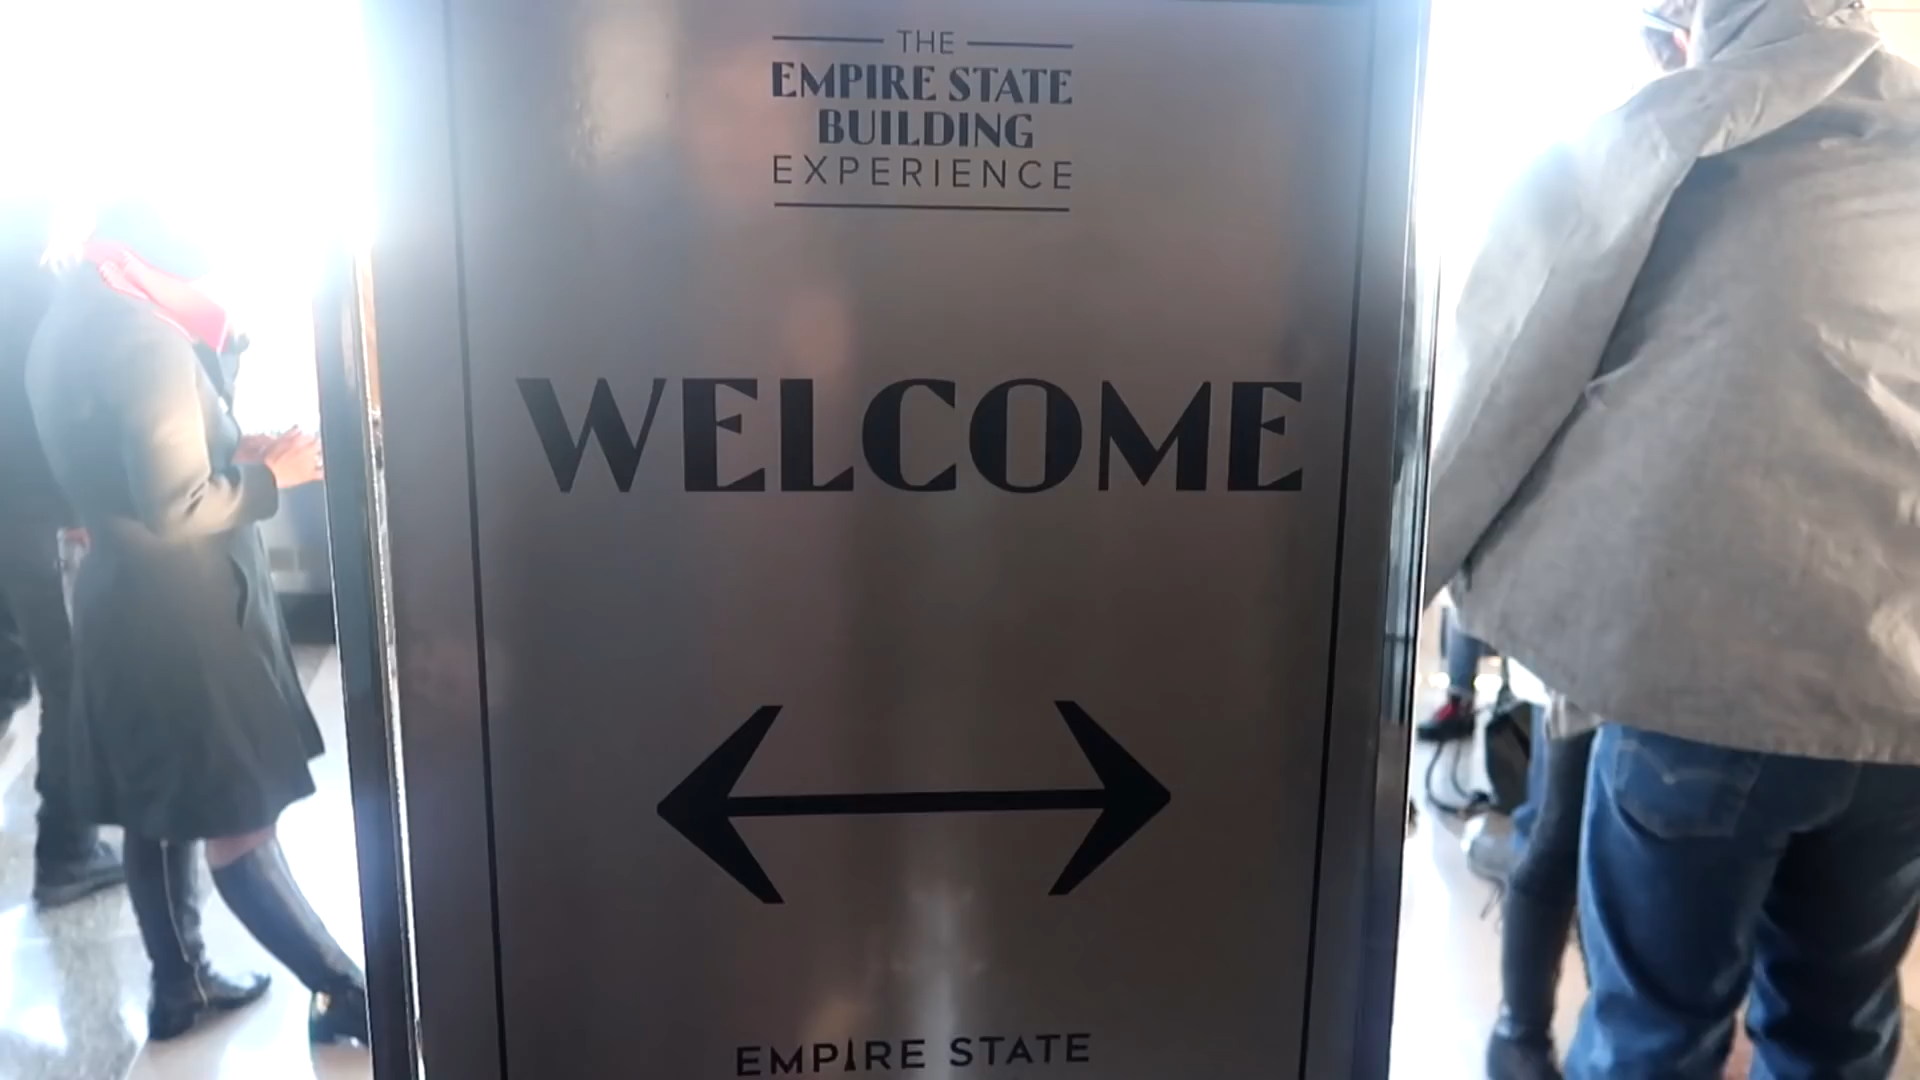 THE
EMPIRE STATE
BUILDING
EXPERIENCE
WELCOME
EMPIRE STATE